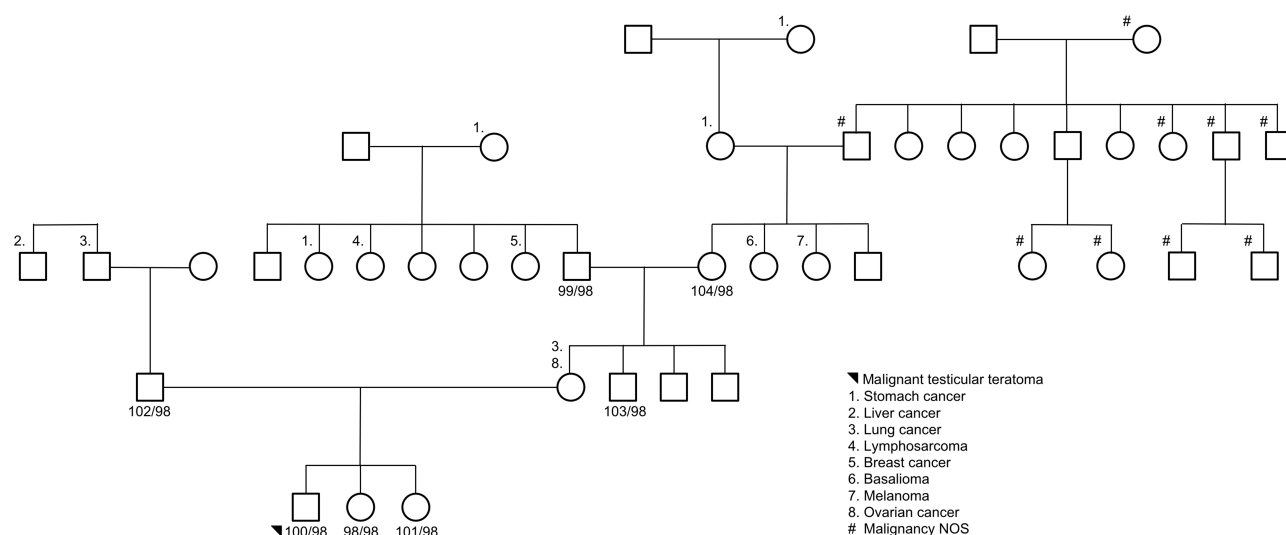 1.
#
1.
1.
#
#
#
#
2.
3.
1.
4.
5.
6.
7.
#
#
#
#
99/98
104/98
3.
8.
102/98
103/98
100/98
98/98
101/98
Malignant testicular teratoma
1. Stomach cancer
2. Liver cancer
3. Lung cancer
4. Lymphosarcoma
5. Breast cancer
6. Basalioma
7. Melanoma
8. Ovarian cancer
# Malignancy NOS